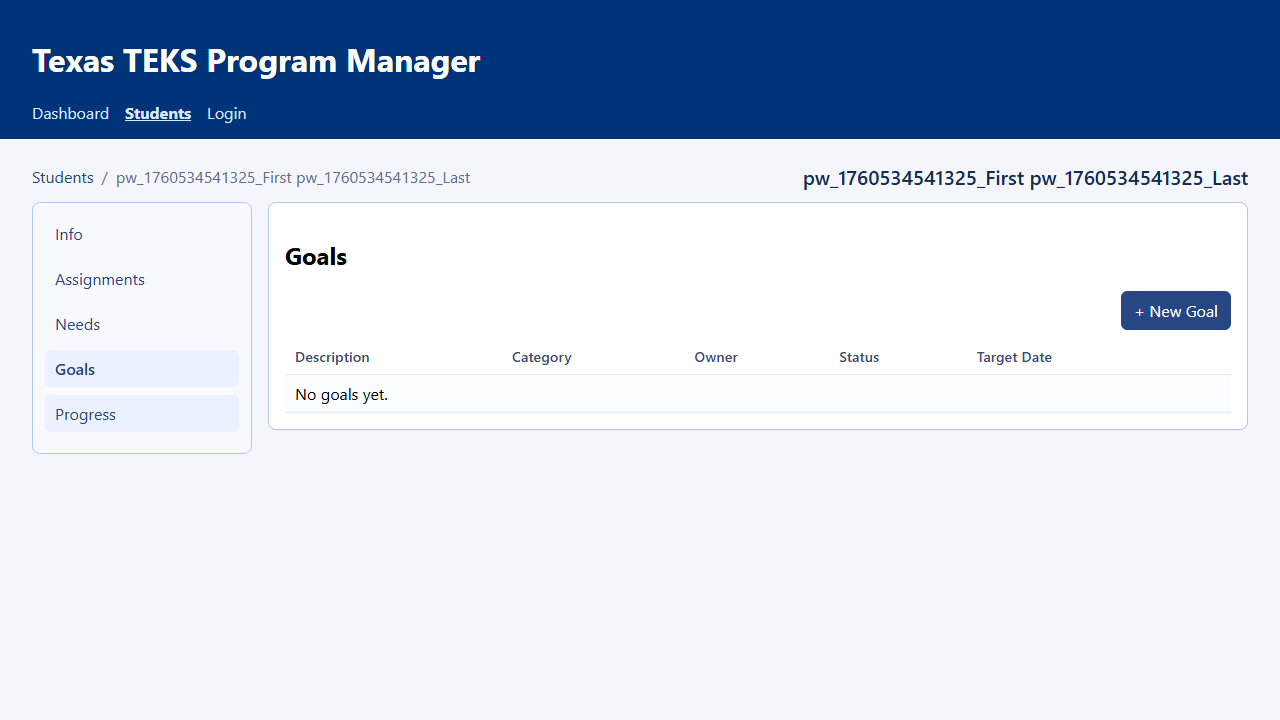 Texas TEKS Program Manager
Dashboard Students Login
Students / pw_1760534541325_First pw_1760534541325_Last
pw_1760534541325_First pw_1760534541325_Last
Info
Assignments
Needs
Goals
Progress
Goals
+ New Goal
Description Category Owner Status Target Date
No goals yet.